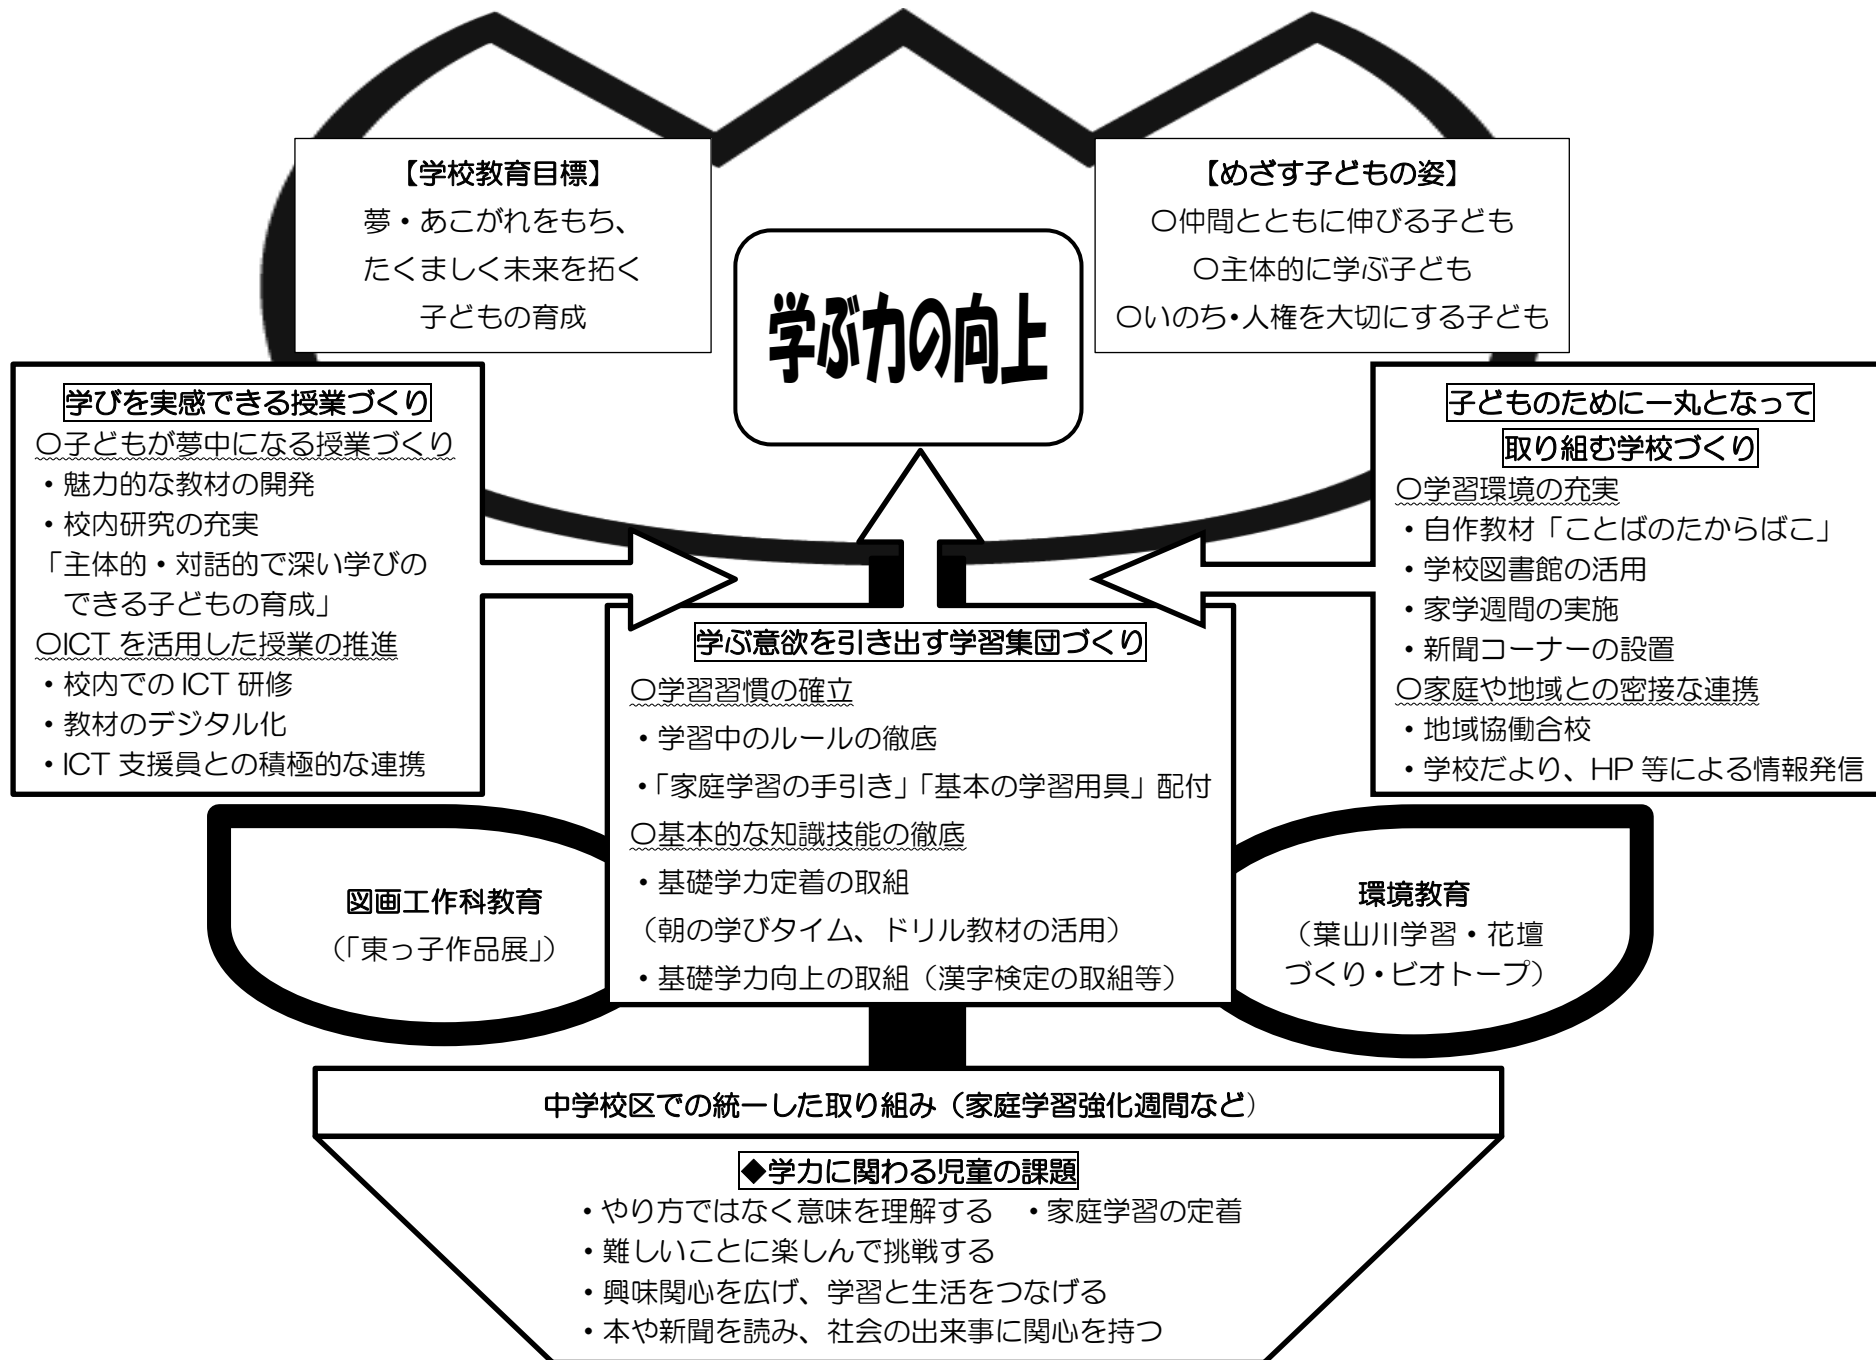 【学校教育目標】
夢・あこがれをもち、
たくましく未来を拓く
子どもの育成
【めざす子どもの姿】
〇仲間とともに伸びる子ども
〇主体的に学ぶ子ども
〇いのち・人権を大切にする子ども
学ぶ力の向上
学びを実感できる授業づくり
〇子どもが夢中になる授業づくり
・魅力的な教材の開発
・校内研究の充実
「主体的・対話的で深い学びの
できる子どもの育成」
〇ICT を活用した授業の推進
・校内での ICT 研修
・教材のデジタル化
・ICT 支援員との積極的な連携
子どものために一丸となって
取り組む学校づくり
〇学習環境の充実
・自作教材「ことばのたからばこ」
・学校図書館の活用
・家学週間の実施
・新聞コーナーの設置
〇家庭や地域との密接な連携
・地域協働合校
・学校だより、HP 等による情報発信
学ぶ意欲を引き出す学習集団づくり
〇学習習慣の確立
・学習中のルールの徹底
・「家庭学習の手引き」「基本の学習用具」配付
〇基本的な知識技能の徹底
・基礎学力定着の取組
（朝の学びタイム、ドリル教材の活用）
・基礎学力向上の取組（漢字検定の取組等）
図画工作科教育
（「東っ子作品展」）
環境教育
（葉山川学習・花壇
づくり・ビオトープ）
中学校区での統一した取り組み（家庭学習強化週間など）
◆学力に関わる児童の課題
・やり方ではなく意味を理解する　・家庭学習の定着
・難しいことに楽しんで挑戦する
・興味関心を広げ、学習と生活をつなげる
・本や新聞を読み、社会の出来事に関心を持つ